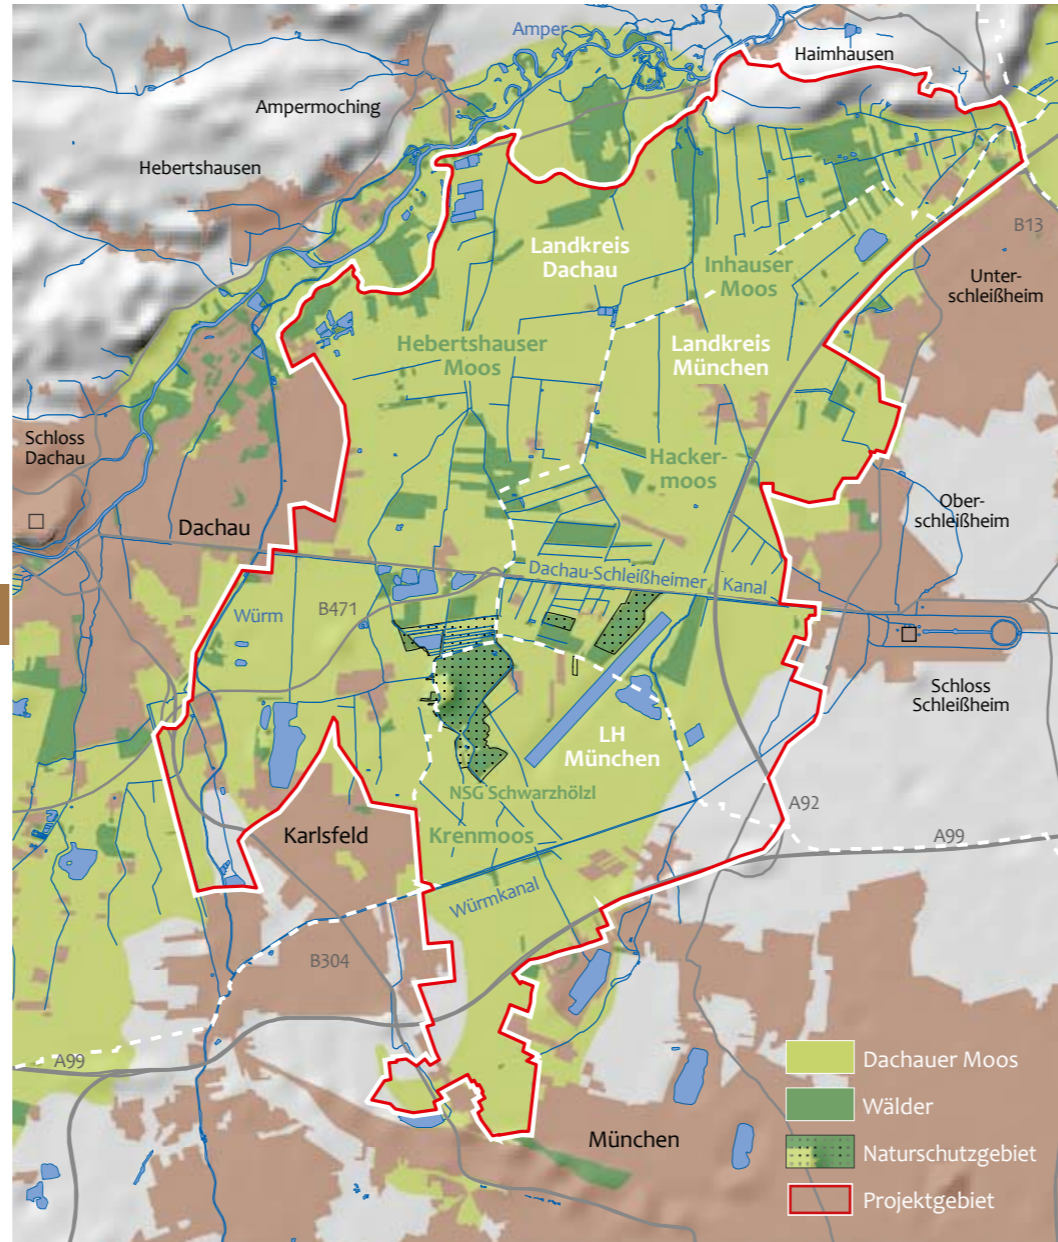 Amper
Haimhausen
Ampermoching
Hebertshausen
B13
Landkreis
Dachau
Inhauser
Moos
Unter-
schleißheim
Hebertshauser
Moos
Landkreis
München
Schloss
Dachau
Hacker-
moos
Ober-
schleißheim
Dachau
Dachau-Schleißheimer Kanal
Würm
B471
Schloss
Schleißheim
LH
München
NSG Schwarzhölzl
A92
Karlsfeld
Krenmoos
A99
Würmkanal
B304
A99
München
Dachauer Moos
Wälder
Naturschutzgebiet
Projektgebiet